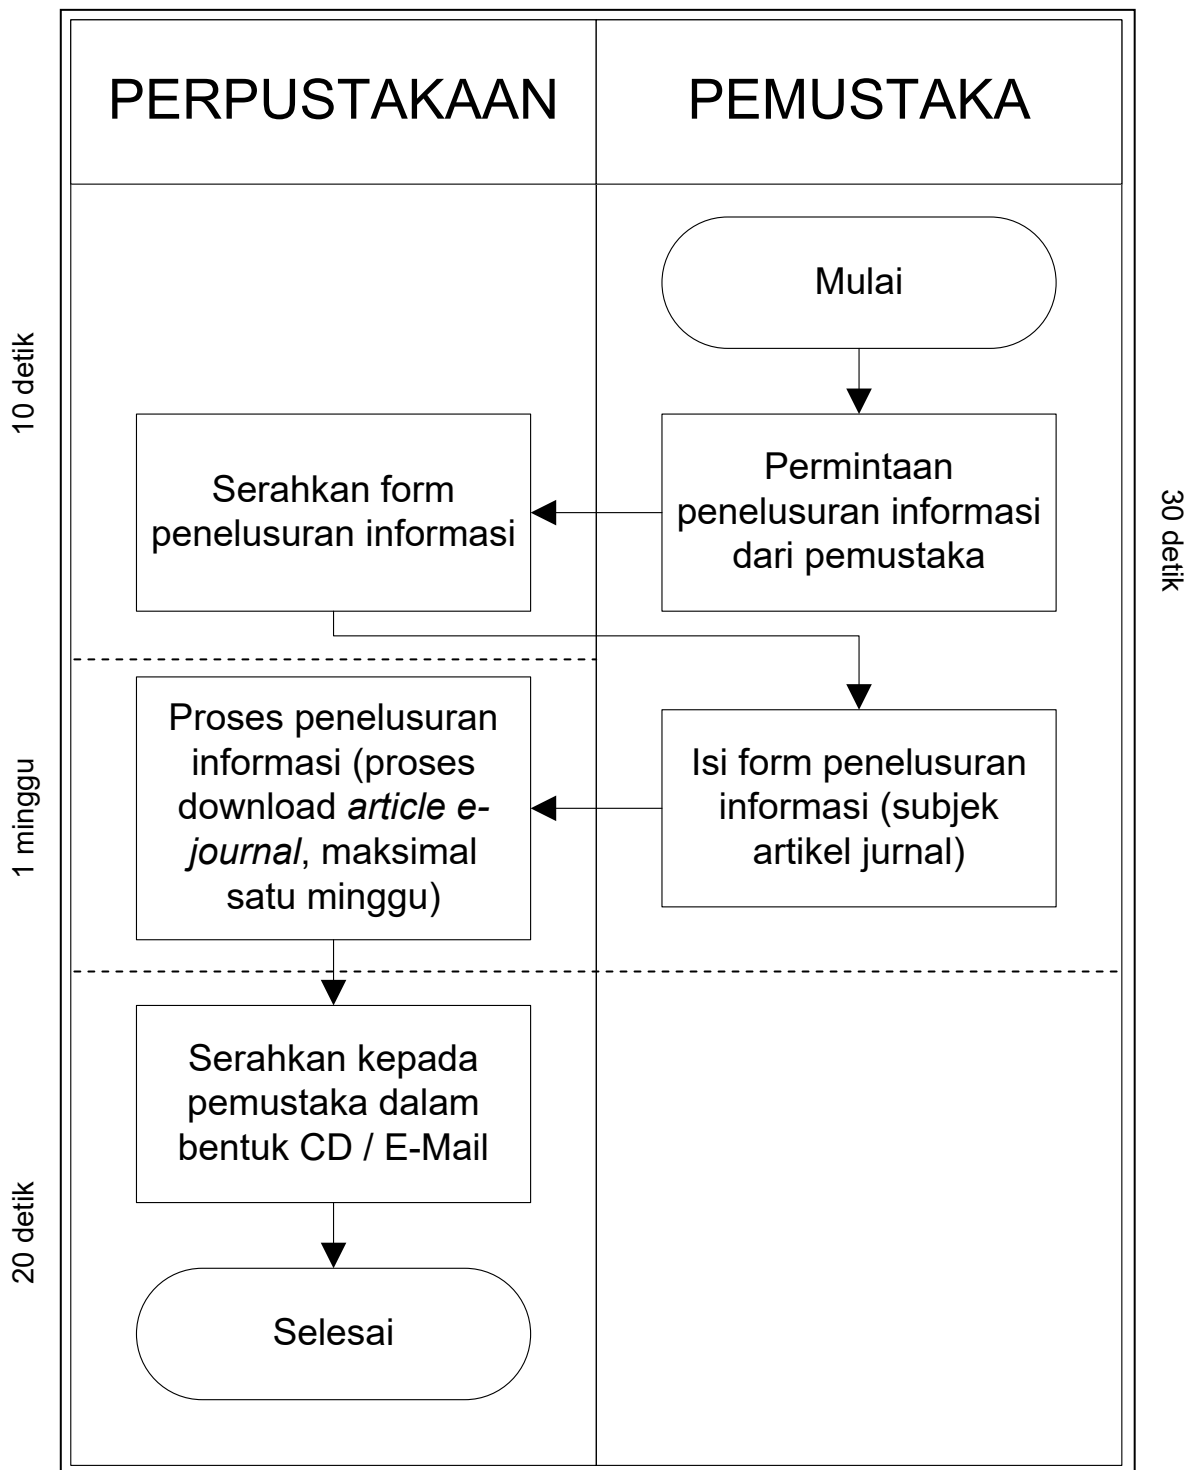 PERPUSTAKAAN
PEMUSTAKA
Mulai
10 detik
Permintaan
penelusuran informasi
dari pemustaka
Serahkan form
penelusuran informasi
30 detik
Isi form penelusuran
informasi (subjek
artikel jurnal)
Proses penelusuran
informasi (proses
download article e-
journal, maksimal
satu minggu)
1 minggu
Serahkan kepada
pemustaka dalam
bentuk CD / E-Mail
20 detik
Selesai